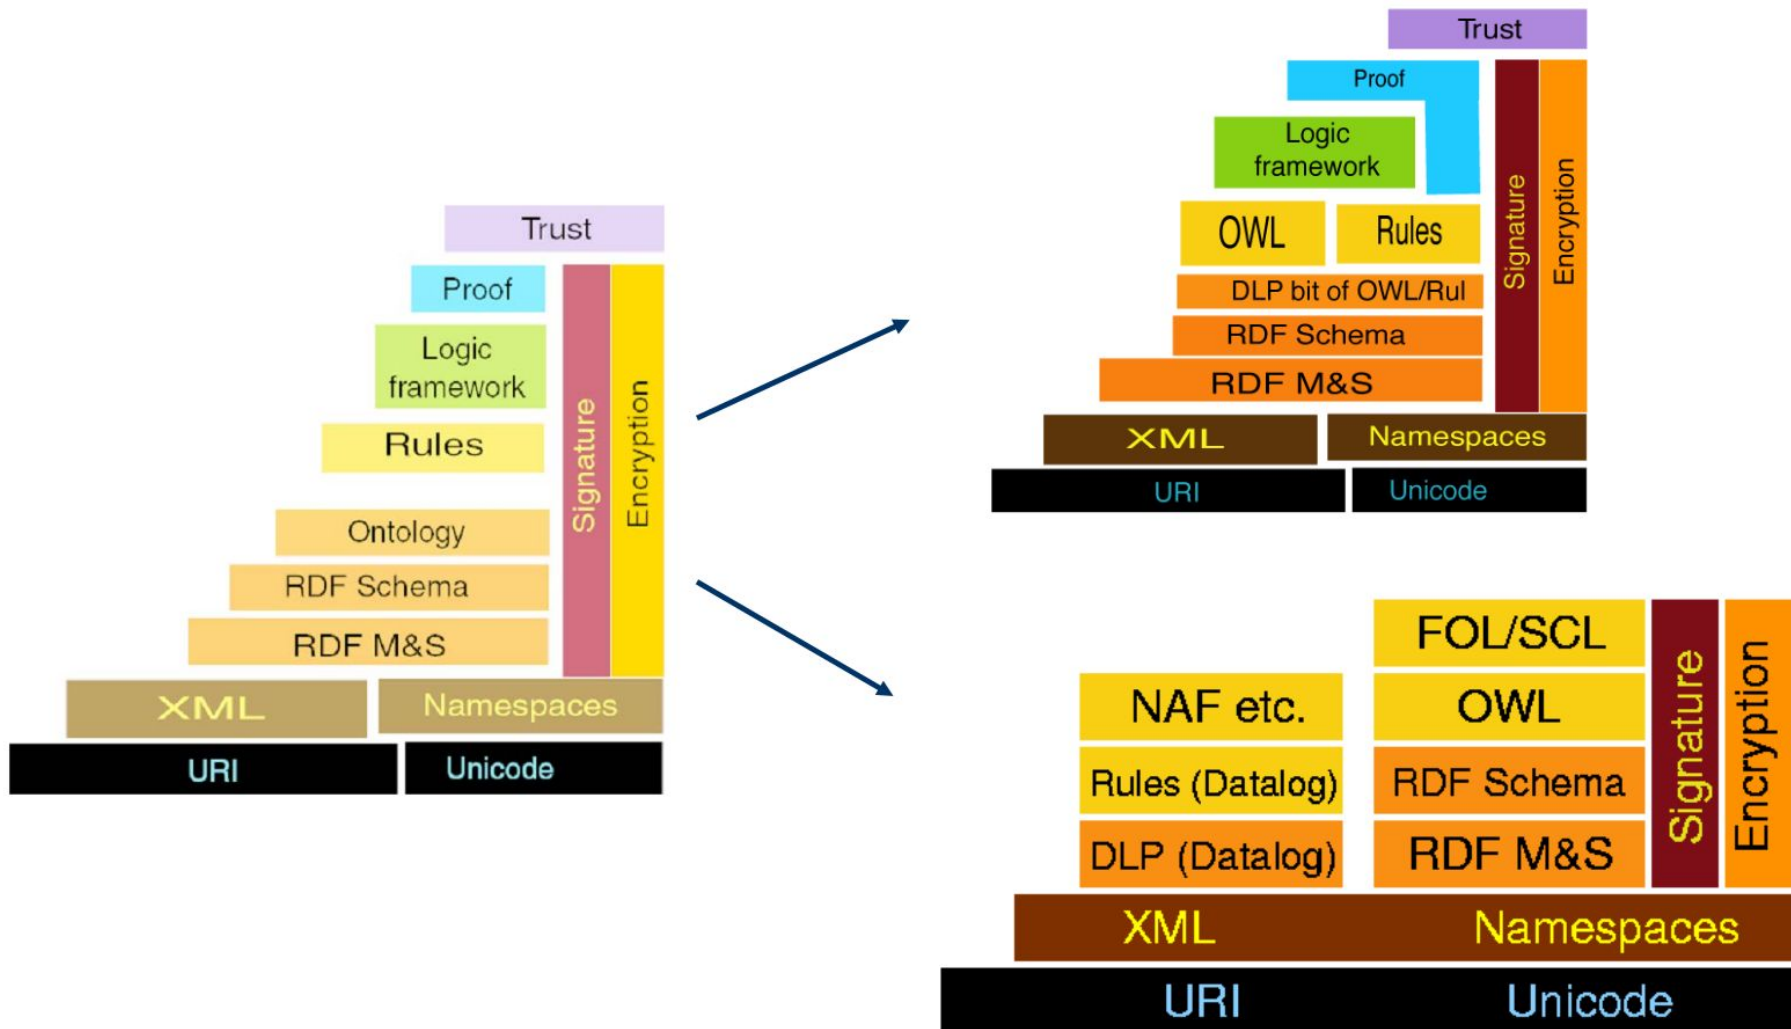 Trust
Proof
Logic
framework
Rules
Ontology
RDF Schema
RDF M&S
Signature
Encryption
XML
Namespaces
URI
Unicode
Trust
Proof
Logic
framework
OWL
Rules
DLP bit of OWL/Rul
RDF Schema
RDF M&S
Signature
Encryption
XML
Namespaces
URI
Unicode
FOL/SCL
NAF etc.
OWL
Rules (Datalog)
RDF Schema
DLP (Datalog)
RDF M&S
Signature
Encryption
XML
Namespaces
URI
Unicode